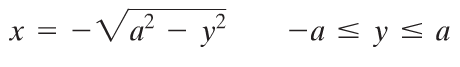 x = −√(a² − y²)    −a ≤ y ≤ a